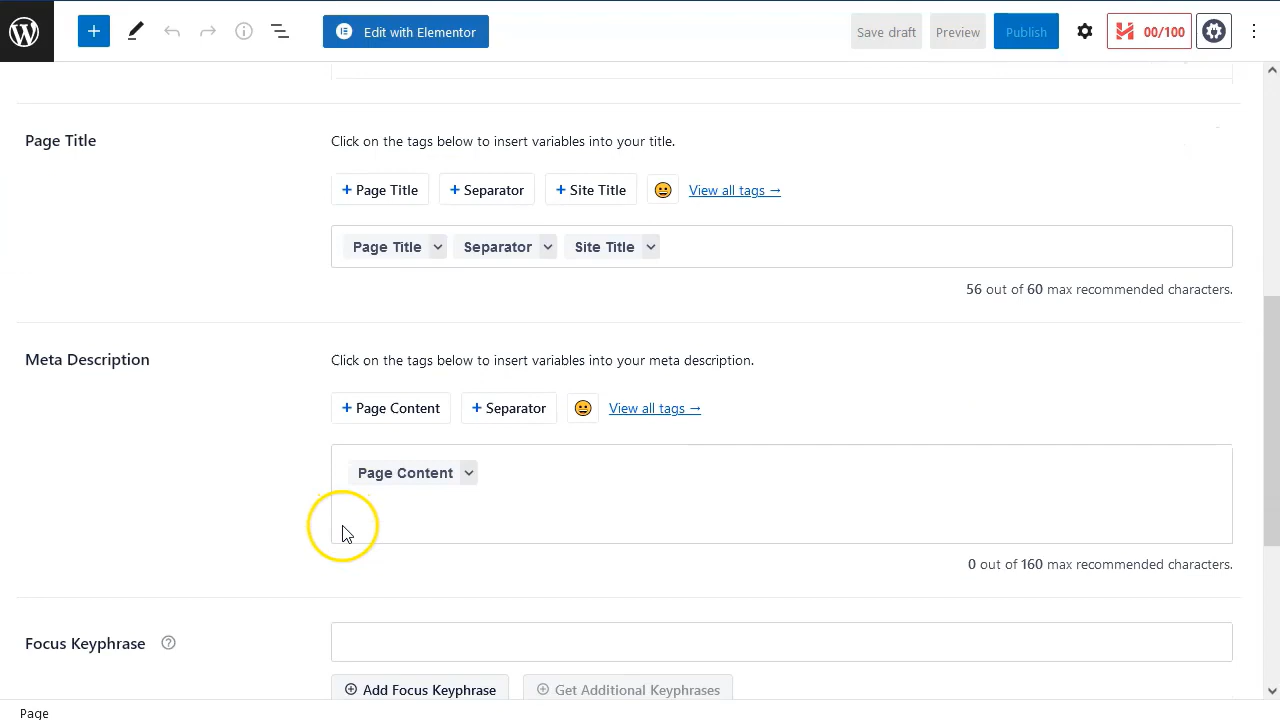 Edit with Elementor Save draft Preview Publish 00/100
Page Title Click on the tags below to insert variables into your title.
+ Page Title + Separator + Site Title View all tags →
Page Title Separator Site Title
56 out of 60 max recommended characters.
Meta Description Click on the tags below to insert variables into your meta description.
+ Page Content + Separator View all tags →
Page Content
0 out of 160 max recommended characters.
Focus Keyphrase
Add Focus Keyphrase Get Additional Keyphrases
Page